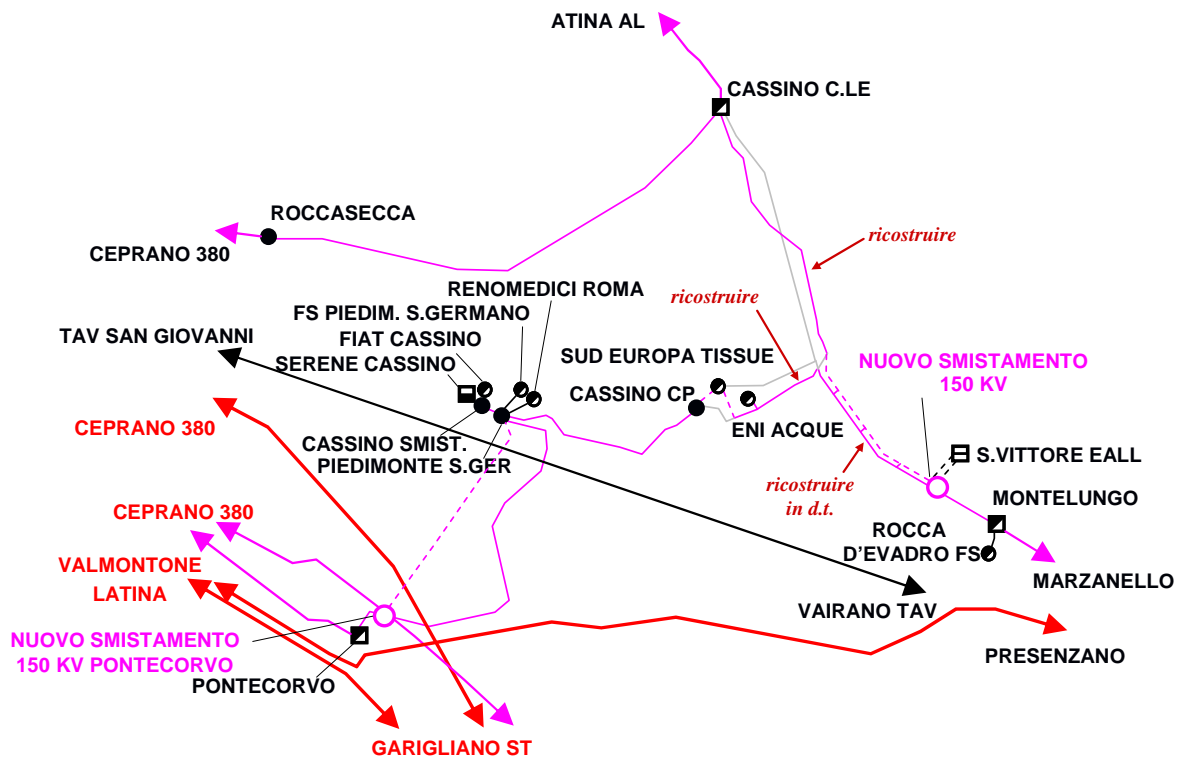 ATINA AL
CASSINO C.LE
ROCCASECCA
ricostruire
CEPRANO 380
RENOMEDICI ROMA
ricostruire
FS PIEDIM. S.GERMANO
TAV SAN GIOVANNI
FIAT CASSINO
SUD EUROPA TISSUE
NUOVO SMISTAMENTO
150 KV
SERENE CASSINO
CASSINO CP
CEPRANO 380
ENI ACQUE
CASSINO SMIST.
S.VITTORE EALL
PIEDIMONTE S.GER
ricostruire
in d.t.
MONTELUNGO
CEPRANO 380
ROCCA
D'EVADRO FS
VALMONTONE
MARZANELLO
LATINA
VAIRANO TAV
NUOVO SMISTAMENTO
150 KV PONTECORVO
PRESENZANO
PONTECORVO
GARIGLIANO ST